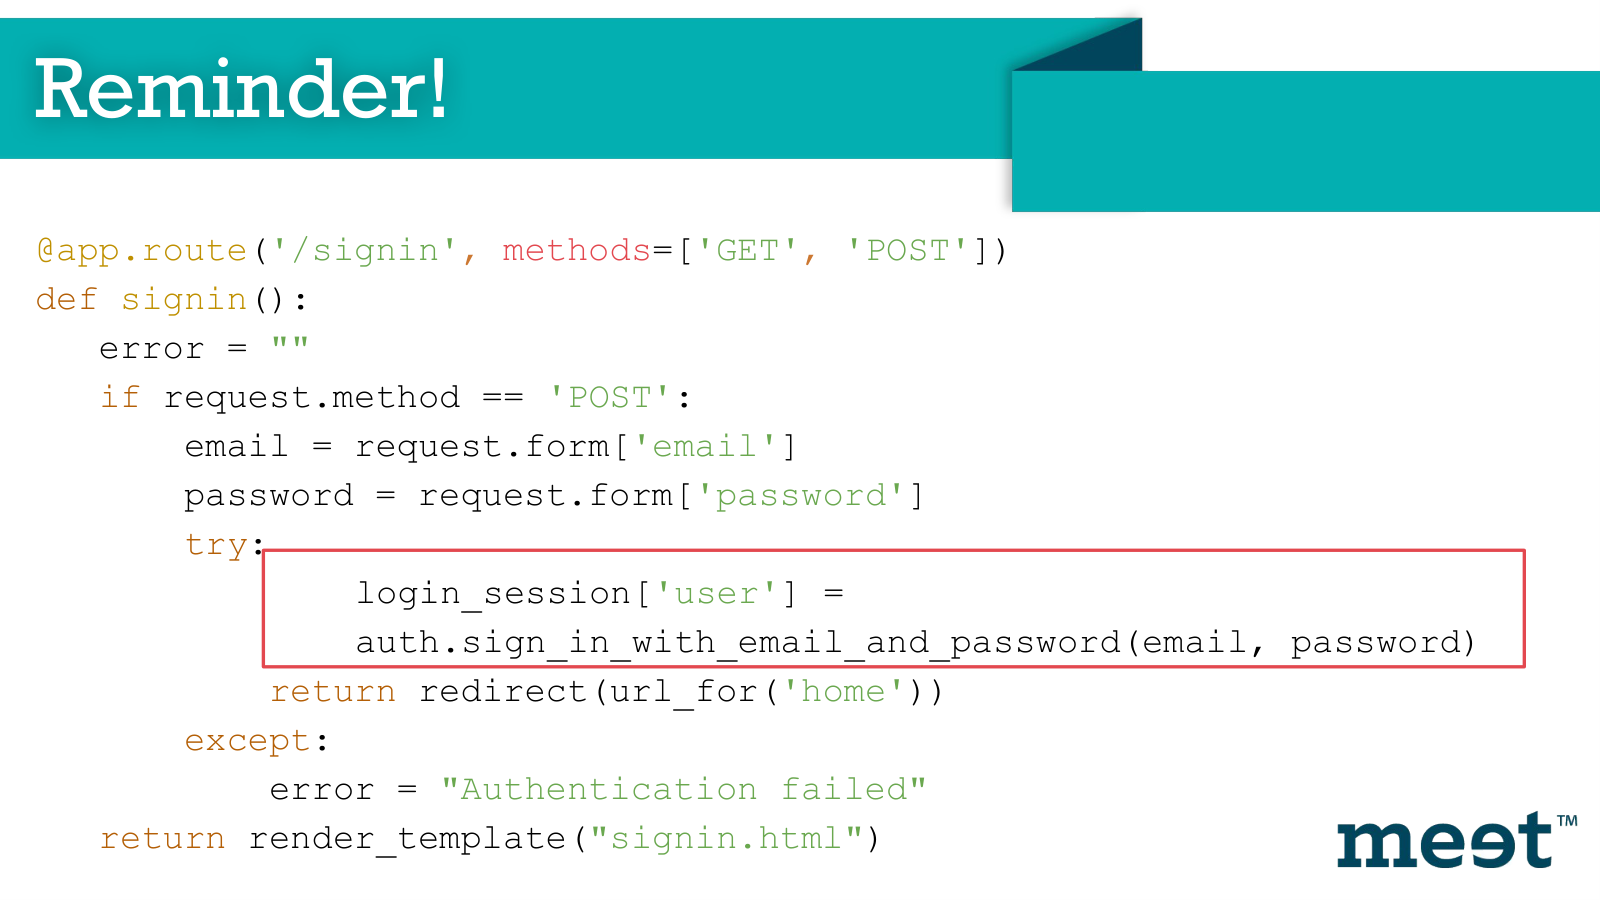 Reminder!
@app.route('/signin', methods=['GET', 'POST'])
def signin():
   error = ""
   if request.method == 'POST':
       email = request.form['email']
       password = request.form['password']
       try:
               login_session['user'] =
               auth.sign_in_with_email_and_password(email, password)
           return redirect(url_for('home'))
       except:
           error = "Authentication failed"
   return render_template("signin.html")
meet™